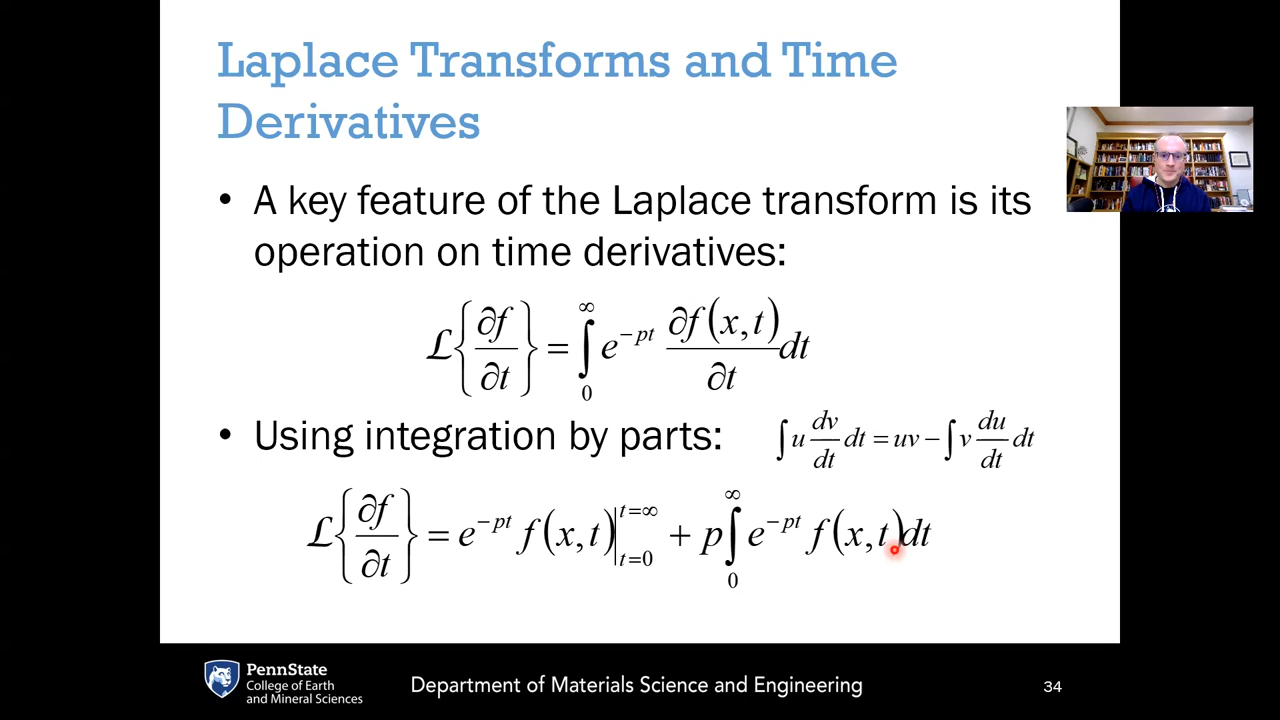 Laplace Transforms and Time
Derivatives
• A key feature of the Laplace transform is its
operation on time derivatives:
ℒ{∂f/∂t} = ∫₀^∞ e^{−pt} ∂f(x,t)/∂t dt
• Using integration by parts: ∫u dv/dt dt = uv − ∫v du/dt dt
ℒ{∂f/∂t} = e^{−pt} f(x,t)|_{t=0}^{t=∞} + p∫₀^∞ e^{−pt} f(x,t)dt
PennState
College of Earth
and Mineral Sciences
Department of Materials Science and Engineering
34